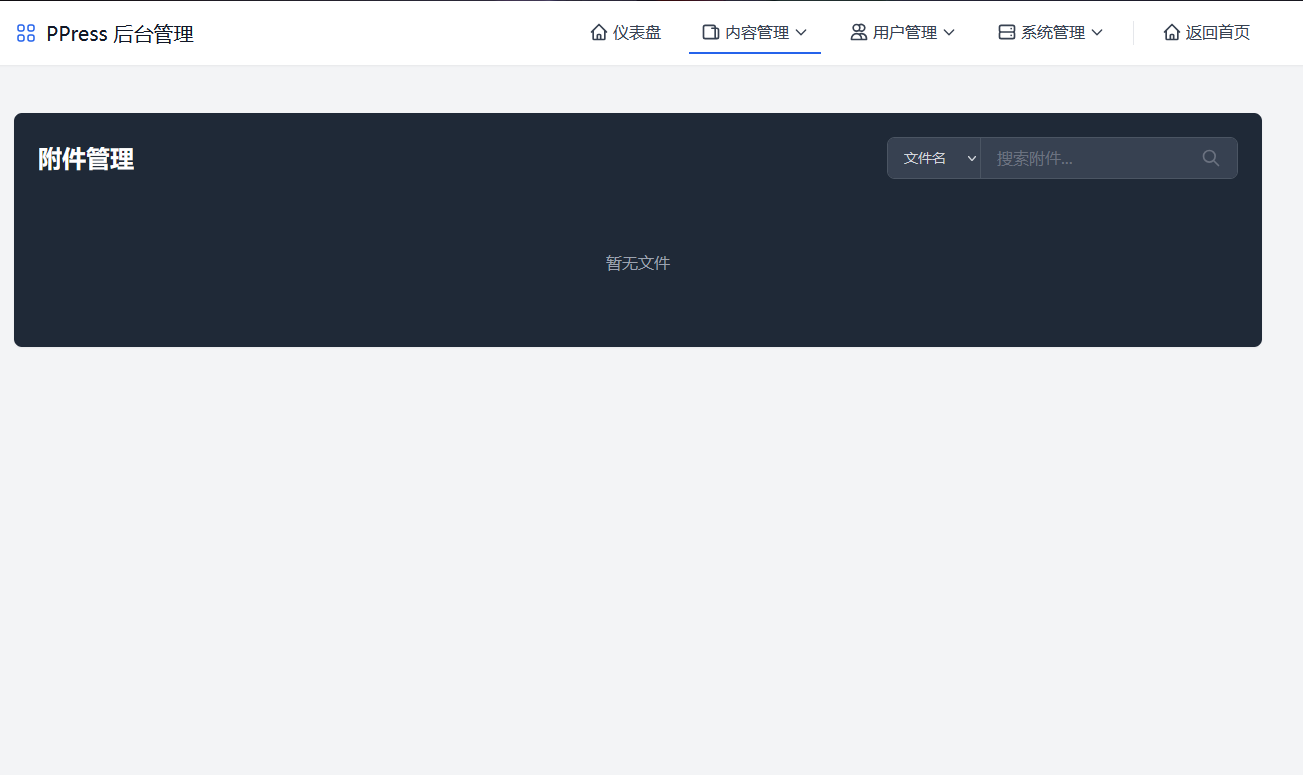 PPress 后台管理
仪表盘
内容管理
用户管理
系统管理
返回首页
附件管理
文件名
搜索附件...
暂无文件